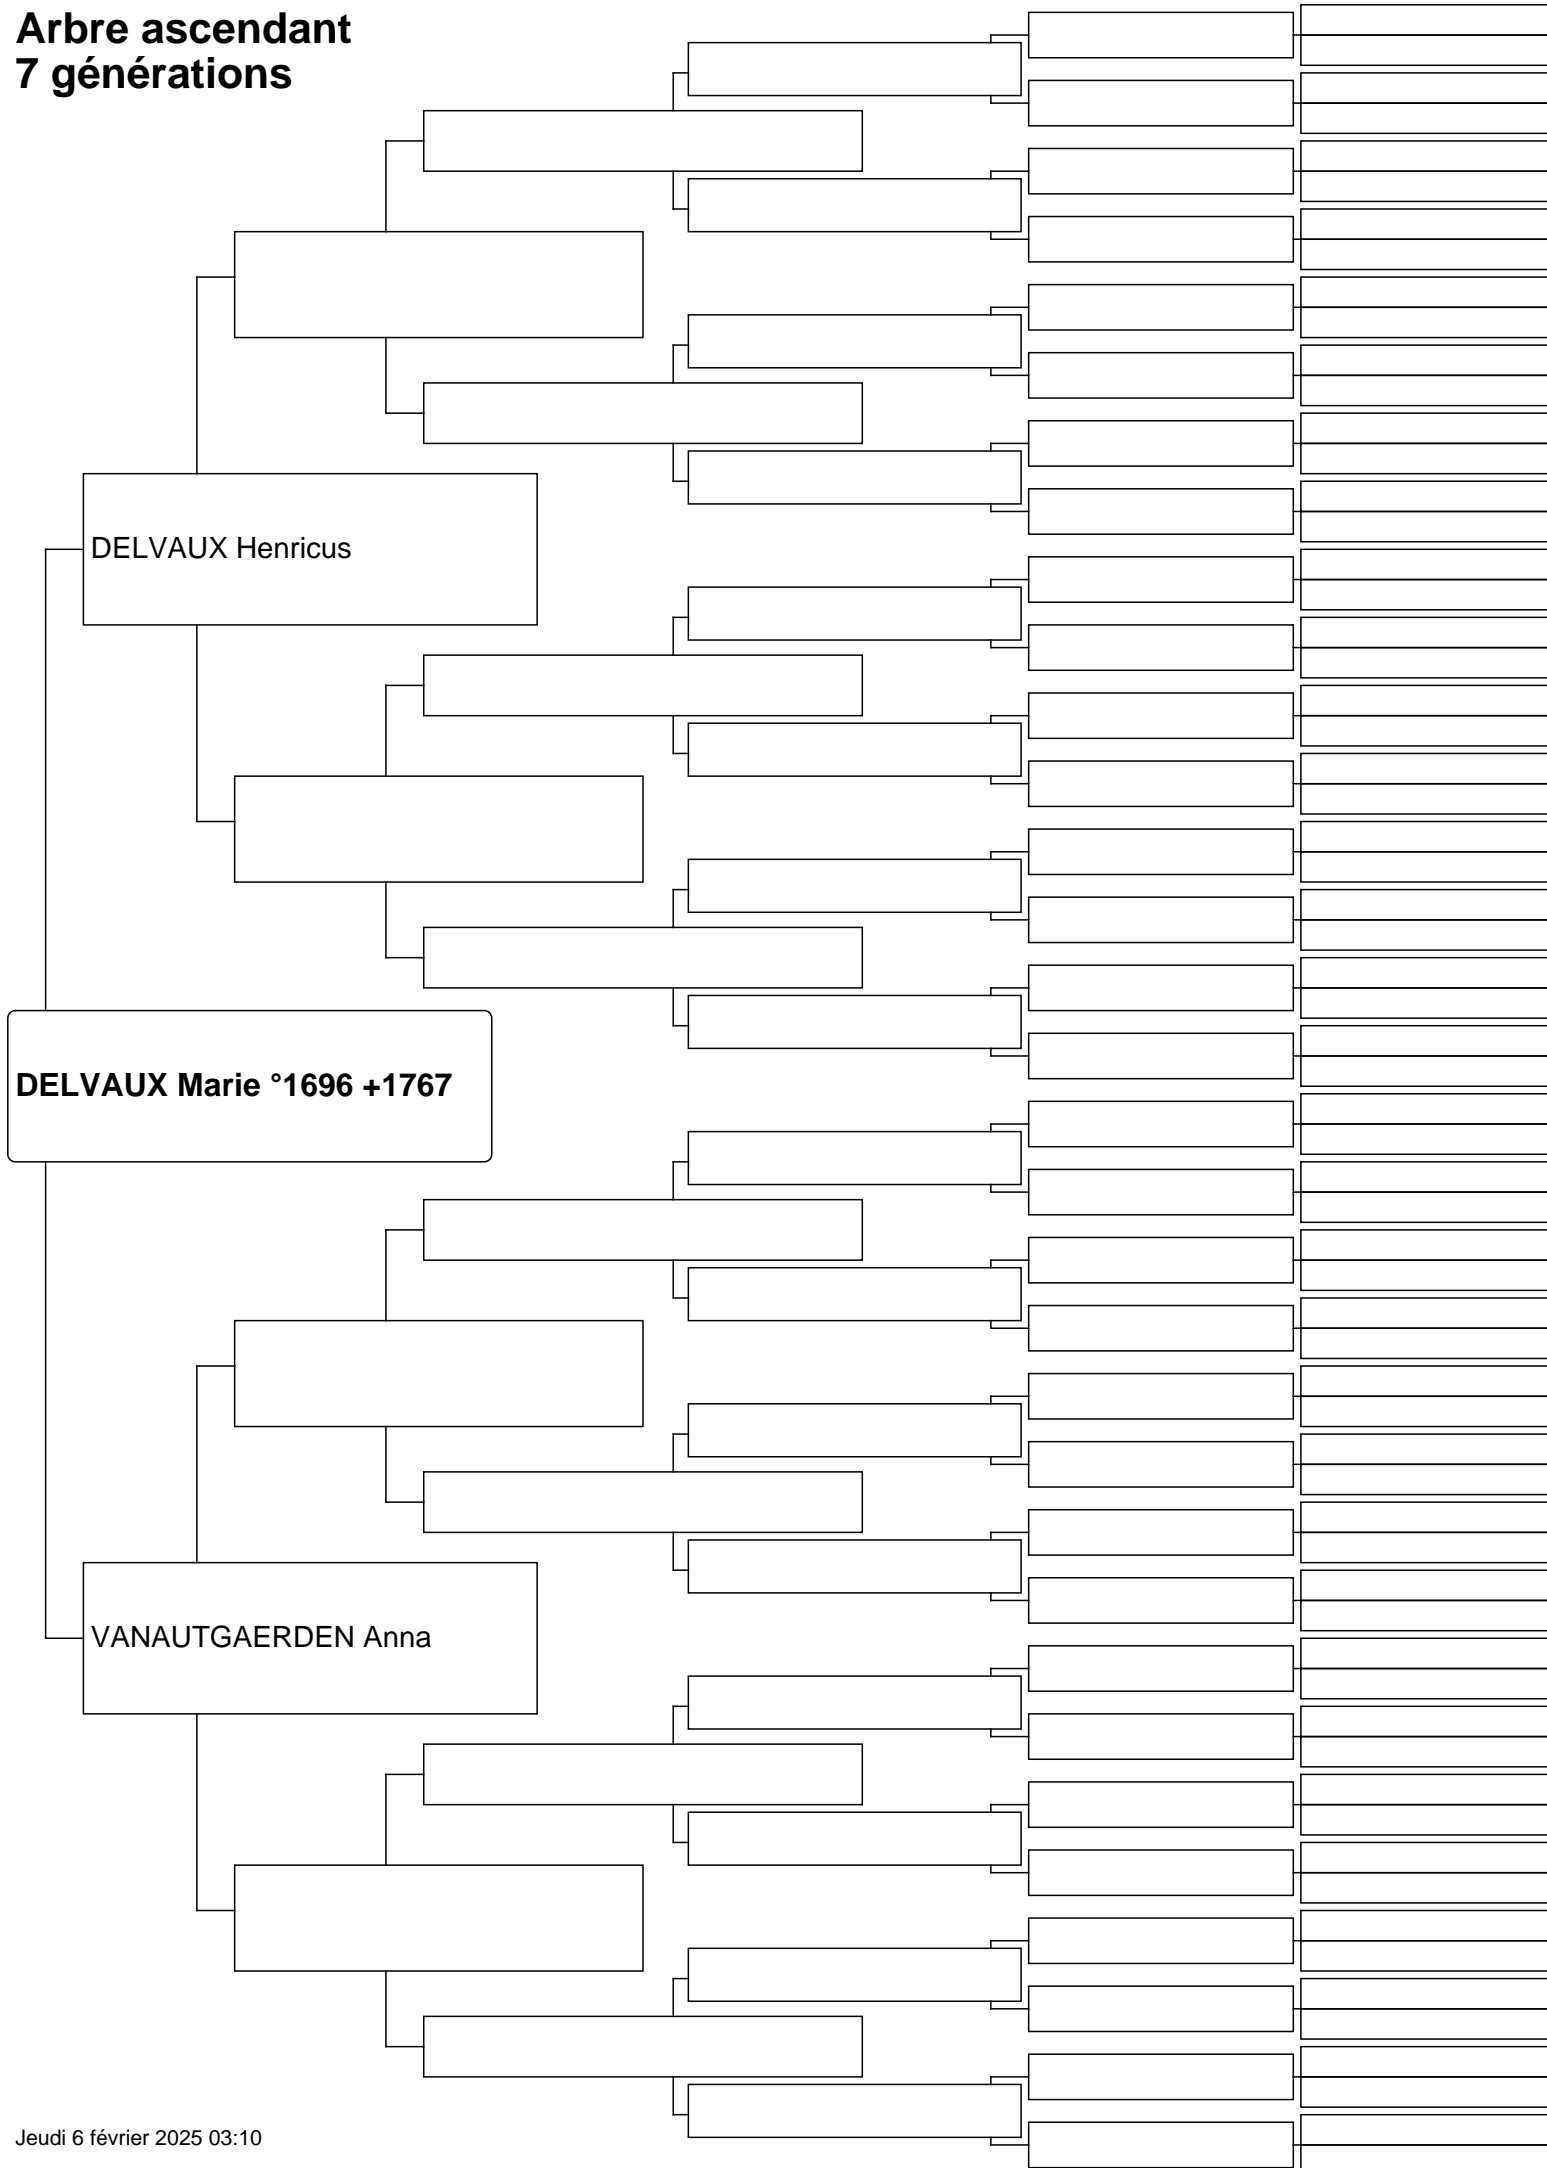 Arbre ascendant
7 générations
DELVAUX Henricus
DELVAUX Marie °1696 +1767
VANAUTGAERDEN Anna
Jeudi 6 février 2025 03:10